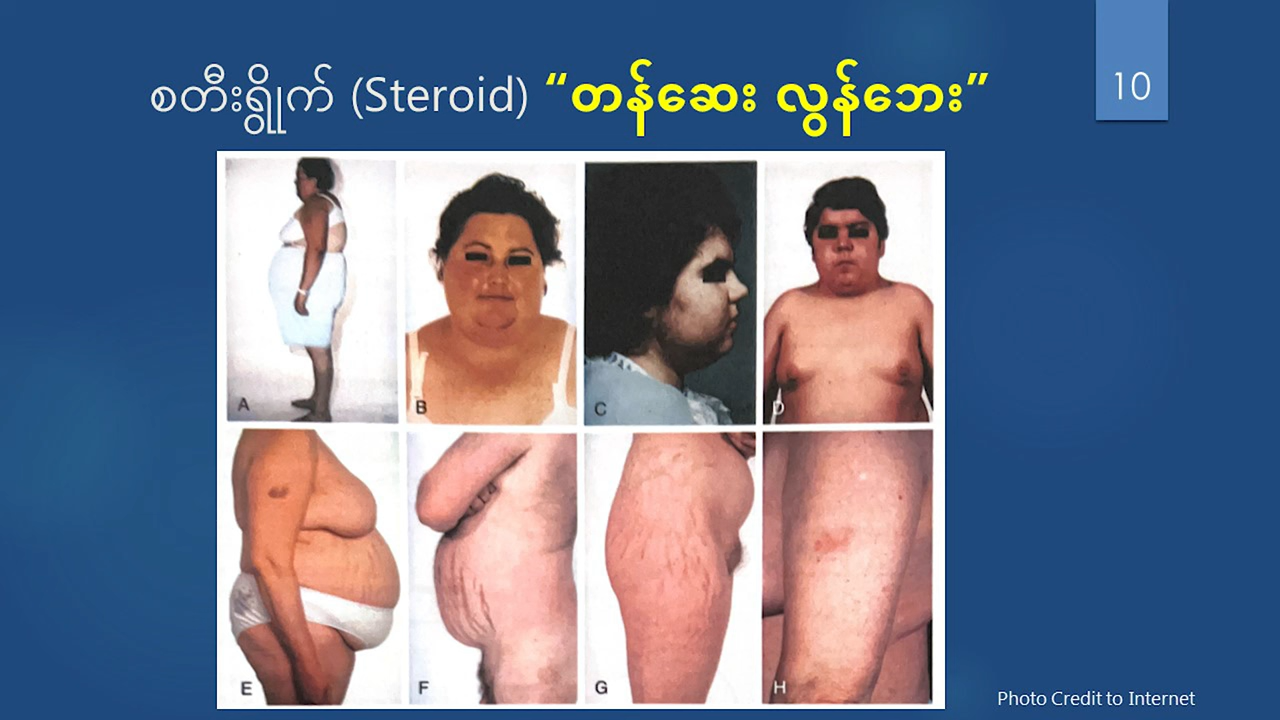 စတီးရွိုက် (Steroid) “တန်ဆေး လွန်ဘေး”
10
A
B
C
D
E
F
G
H
Photo Credit to Internet